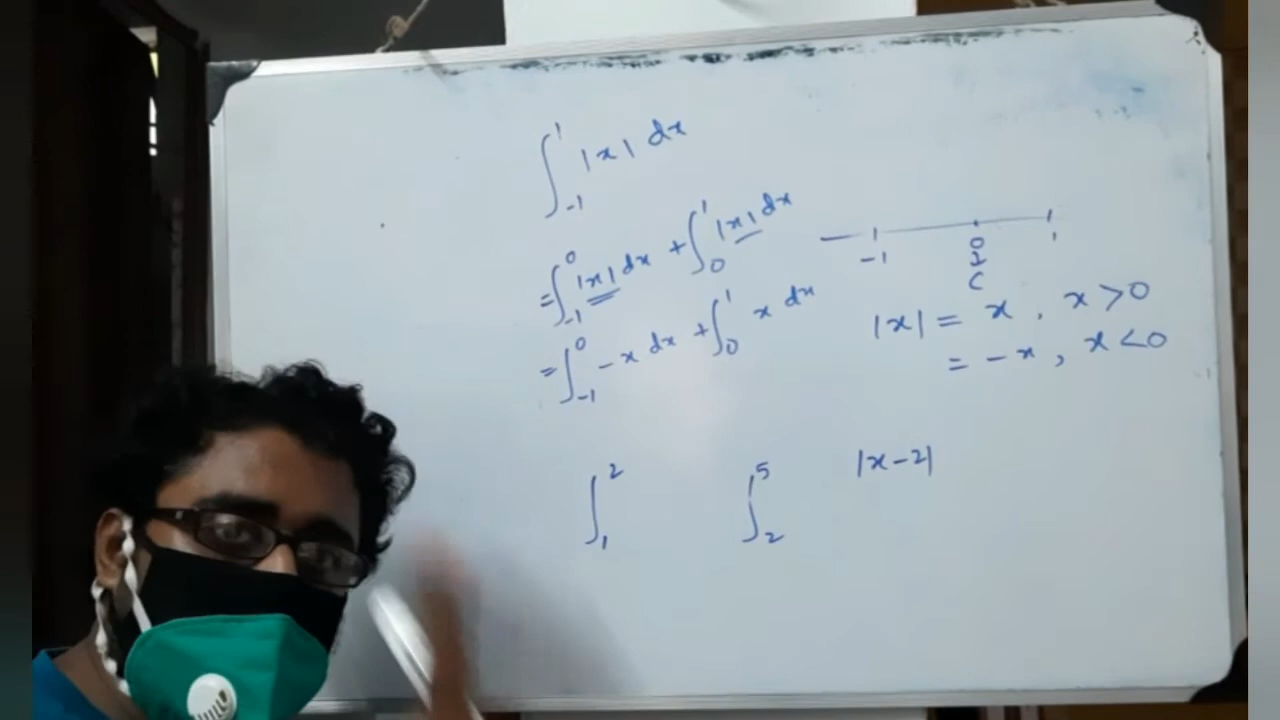 ∫_{-1}^{1} |x| dx
= ∫_{-1}^{0} |x| dx + ∫_{0}^{1} |x| dx
= ∫_{-1}^{0} -x dx + ∫_{0}^{1} x dx
-1 0 1
2
C
|x| = x, x>0
= -x, x<0
∫_{1}^{2} ∫_{2}^{5} |x-2|